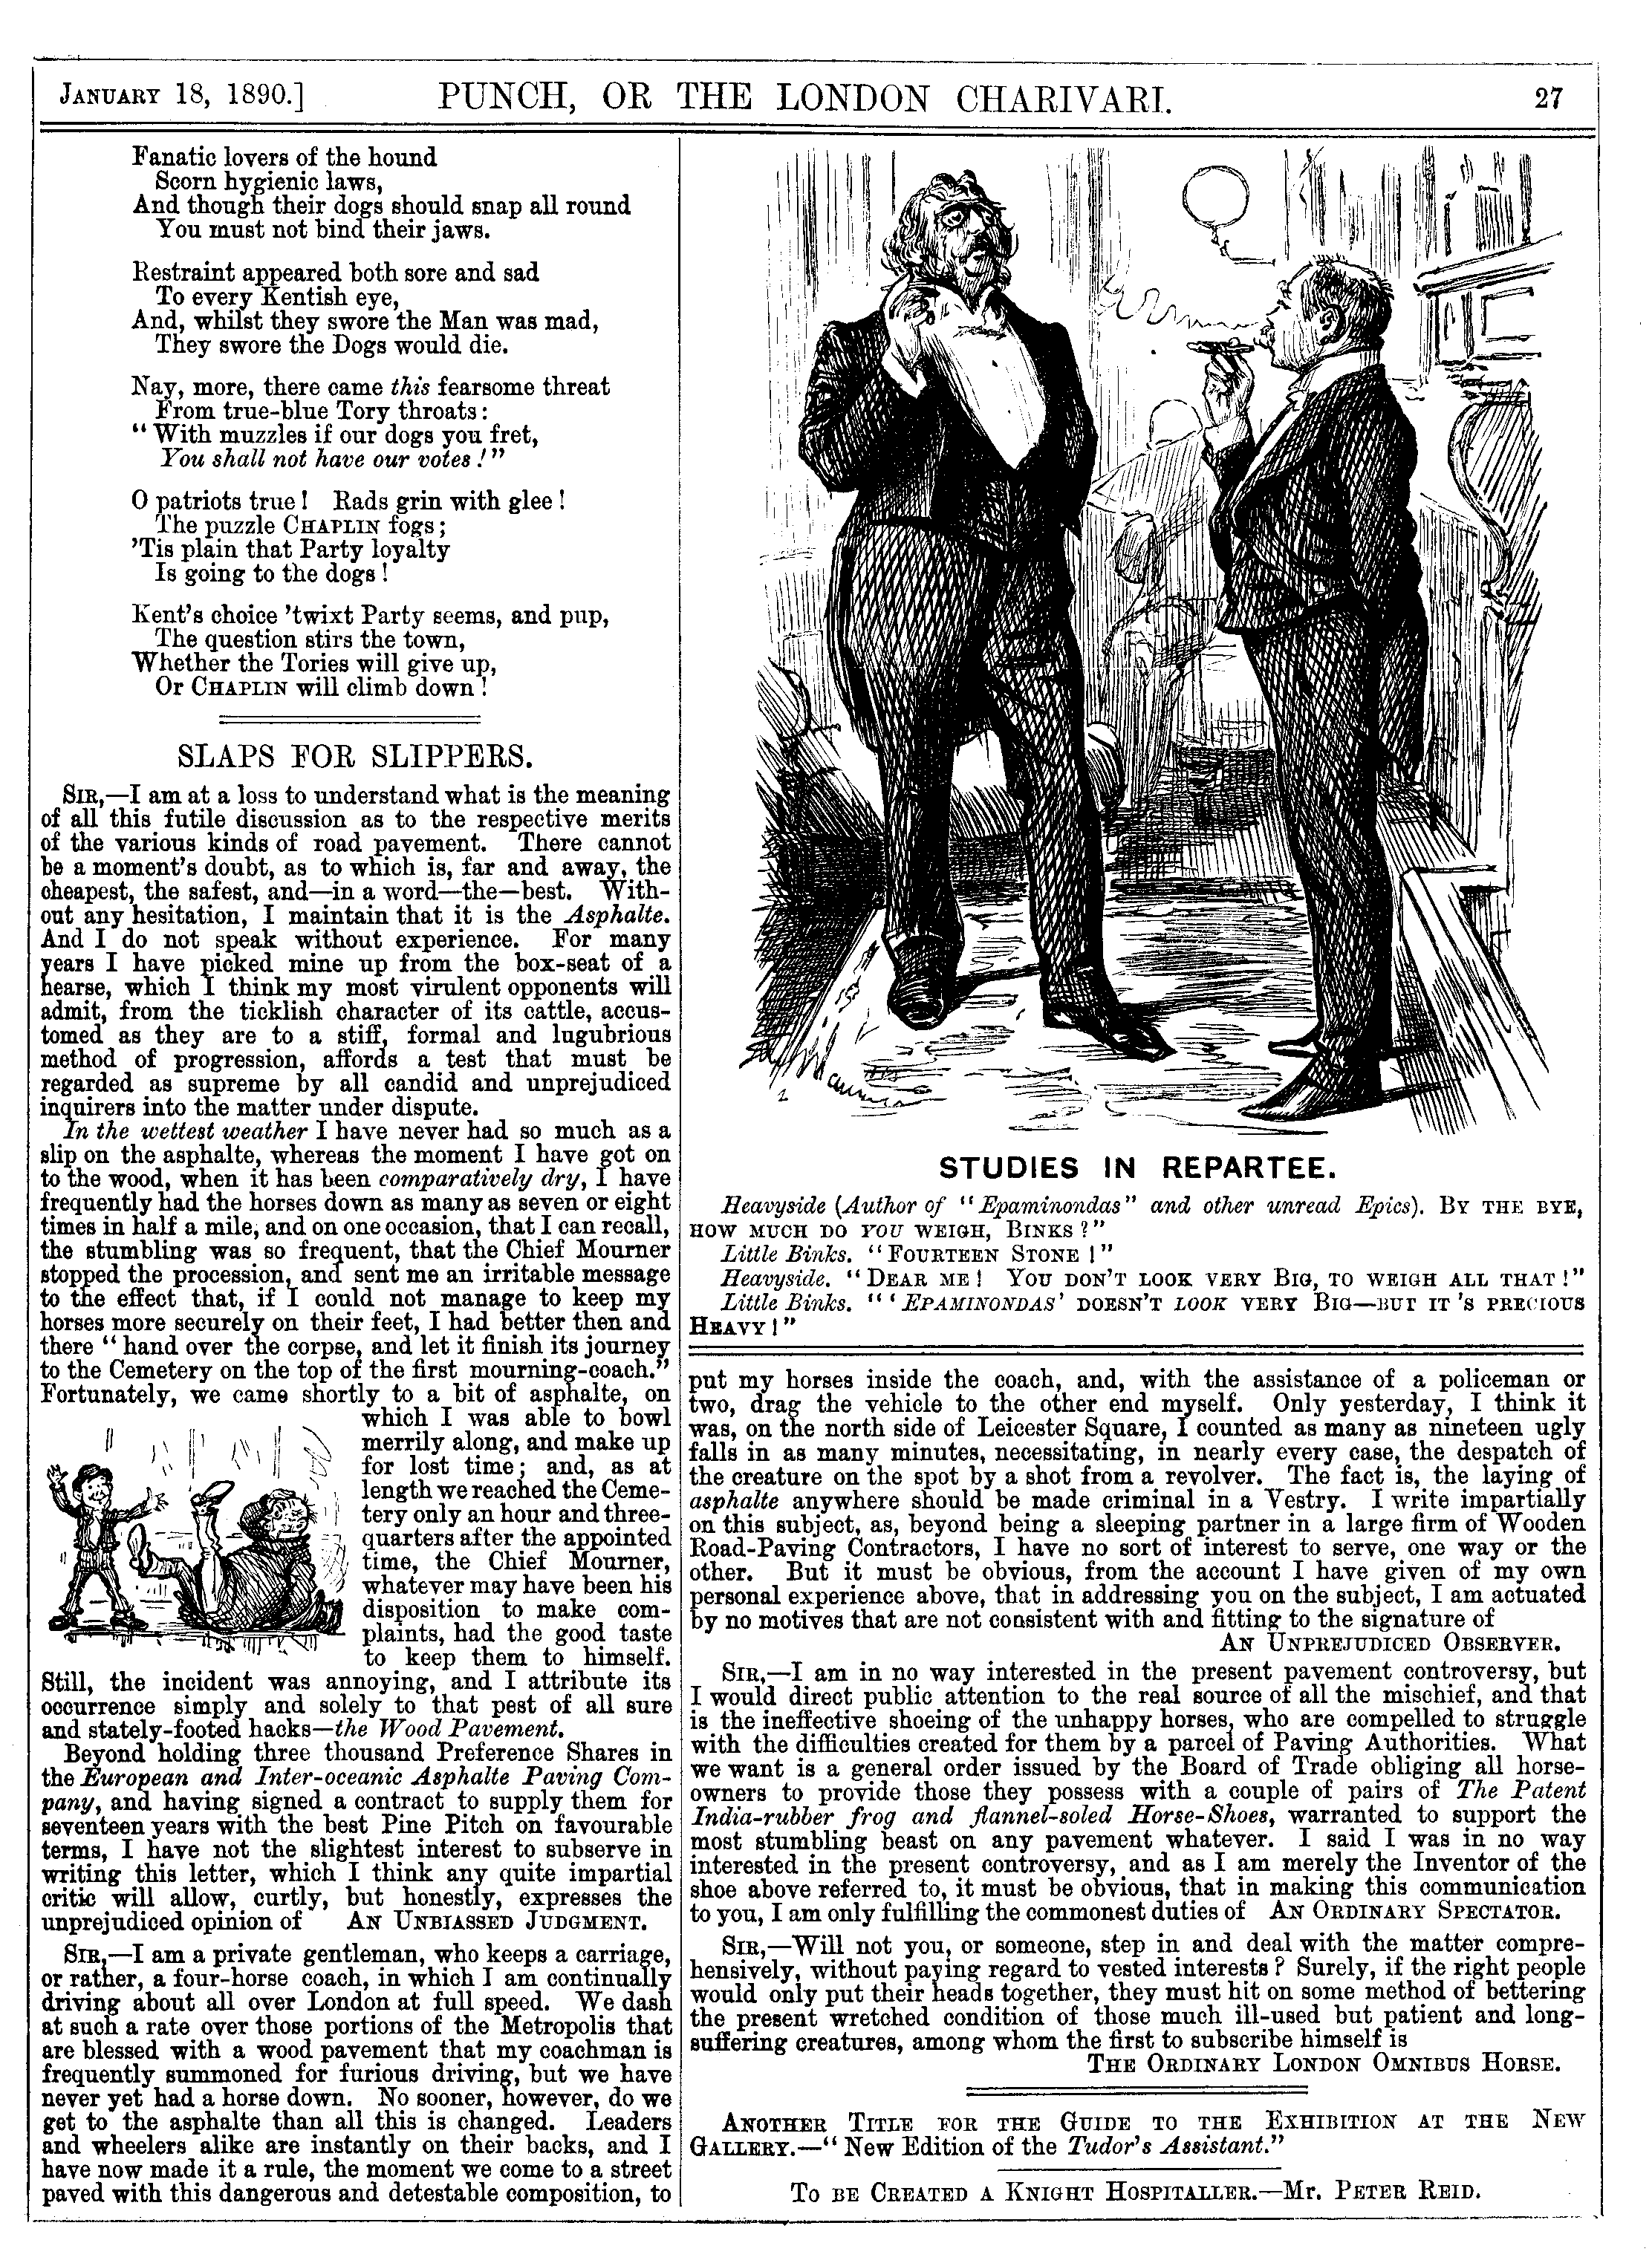 JANUARY 18, 1890.] PUNCH, OR THE LONDON CHARIVARI. 27
Fanatic lovers of the hound
Scorn hygienic laws,
And though their dogs should snap all round
You must not bind their jaws.
Restraint appeared both sore and sad
To every Kentish eye,
And, whilst they swore the Man was mad,
They swore the Dogs would die.
Nay, more, there came this fearsome threat
From true-blue Tory throats:
"With muzzles if our dogs you fret,
You shall not have our votes!"
O patriots true! Rads grin with glee!
The puzzle CHAPLIN fogs;
'Tis plain that Party loyalty
Is going to the dogs!
Kent's choice 'twixt Party seems, and pup,
The question stirs the town,
Whether the Tories will give up,
Or CHAPLIN will climb down!
SLAPS FOR SLIPPERS.
SIR,—I am at a loss to understand what is the meaning
of all this futile discussion as to the respective merits
of the various kinds of road pavement. There cannot
be a moment's doubt, as to which is, far and away, the
cheapest, the safest, and—in a word—the—best. With-
out any hesitation, I maintain that it is the Asphalte.
And I do not speak without experience. For many
years I have picked mine up from the box-seat of a
hearse, which I think my most virulent opponents will
admit, from the ticklish character of its cattle, accus-
tomed as they are to a stiff, formal and lugubrious
method of progression, affords a test that must be
regarded as supreme by all candid and unprejudiced
inquirers into the matter under dispute.
In the wettest weather I have never had so much as a
slip on the asphalte, whereas the moment I have got on
to the wood, when it has been comparatively dry, I have
frequently had the horses down as many as seven or eight
times in half a mile, and on one occasion, that I can recall,
the stumbling was so frequent, that the Chief Mourner
stopped the procession, and sent me an irritable message
to the effect that, if I could not manage to keep my
horses more securely on their feet, I had better then and
there "hand over the corpse, and let it finish its journey
to the Cemetery on the top of the first mourning-coach."
Fortunately, we came shortly to a bit of asphalte, on
which I was able to bowl
merrily along, and make up
for lost time; and, as at
length we reached the Ceme-
tery only an hour and three-
quarters after the appointed
time, the Chief Mourner,
whatever may have been his
disposition to make com-
plaints, had the good taste
to keep them to himself.
Still, the incident was annoying, and I attribute its
occurrence simply and solely to that pest of all sure
and stately-footed hacks—the Wood Pavement.
Beyond holding three thousand Preference Shares in
the European and Inter-oceanic Asphalte Paving Com-
pany, and having signed a contract to supply them for
seventeen years with the best Pine Pitch on favourable
terms, I have not the slightest interest to subserve in
writing this letter, which I think any quite impartial
critic will allow, curtly, but honestly, expresses the
unprejudiced opinion of AN UNBIASSED JUDGMENT.
SIR,—I am a private gentleman, who keeps a carriage,
or rather, a four-horse coach, in which I am continually
driving about all over London at full speed. We dash
at such a rate over those portions of the Metropolis that
are blessed with a wood pavement that my coachman is
frequently summoned for furious driving, but we have
never yet had a horse down. No sooner, however, do we
get to the asphalte than all this is changed. Leaders
and wheelers alike are instantly on their backs, and I
have now made it a rule, the moment we come to a street
paved with this dangerous and detestable composition, to
STUDIES IN REPARTEE.
Heavyside (Author of "Epaminondas" and other unread Epics). BY THE BYE,
HOW MUCH DO YOU WEIGH, BINKS?"
Little Binks. "FOURTEEN STONE!"
Heavyside. "DEAR ME! YOU DON'T LOOK VERY BIG, TO WEIGH ALL THAT!"
Little Binks. "'EPAMINONDAS' DOESN'T LOOK VERY BIG—BUT IT'S PRECIOUS
HEAVY!"
put my horses inside the coach, and, with the assistance of a policeman or
two, drag the vehicle to the other end myself. Only yesterday, I think it
was, on the north side of Leicester Square, I counted as many as nineteen ugly
falls in as many minutes, necessitating, in nearly every case, the despatch of
the creature on the spot by a shot from a revolver. The fact is, the laying of
asphalte anywhere should be made criminal in a Vestry. I write impartially
on this subject, as, beyond being a sleeping partner in a large firm of Wooden
Road-Paving Contractors, I have no sort of interest to serve, one way or the
other. But it must be obvious, from the account I have given of my own
personal experience above, that in addressing you on the subject, I am actuated
by no motives that are not consistent with and fitting to the signature of
AN UNPREJUDICED OBSERVER.
SIR,—I am in no way interested in the present pavement controversy, but
I would direct public attention to the real source of all the mischief, and that
is the ineffective shoeing of the unhappy horses, who are compelled to struggle
with the difficulties created for them by a parcel of Paving Authorities. What
we want is a general order issued by the Board of Trade obliging all horse-
owners to provide those they possess with a couple of pairs of The Patent
India-rubber frog and flannel-soled Horse-Shoes, warranted to support the
most stumbling beast on any pavement whatever. I said I was in no way
interested in the present controversy, and as I am merely the Inventor of the
shoe above referred to, it must be obvious, that in making this communication
to you, I am only fulfilling the commonest duties of AN ORDINARY SPECTATOR.
SIR,—Will not you, or someone, step in and deal with the matter compre-
hensively, without paying regard to vested interests? Surely, if the right people
would only put their heads together, they must hit on some method of bettering
the present wretched condition of those much ill-used but patient and long-
suffering creatures, among whom the first to subscribe himself is
THE ORDINARY LONDON OMNIBUS HORSE.
ANOTHER TITLE FOR THE GUIDE TO THE EXHIBITION AT THE NEW
GALLERY.—"New Edition of the Tudor's Assistant."
TO BE CREATED A KNIGHT HOSPITALLER.—Mr. PETER REID.